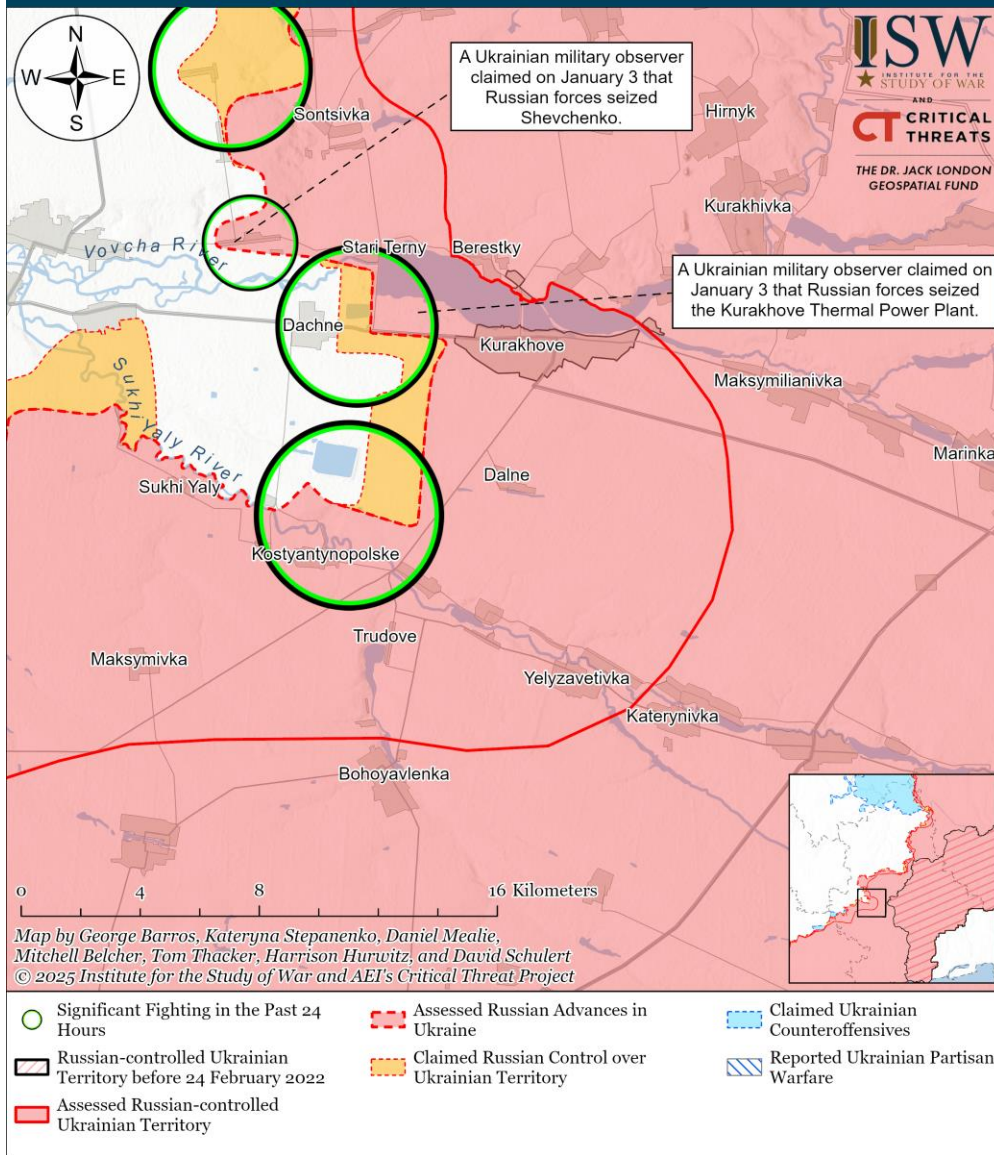 N
W E
S
A Ukrainian military observer
claimed on January 3 that
Russian forces seized
Shevchenko.
ISW
INSTITUTE FOR THE
STUDY OF WAR
AND
CT CRITICAL
THREATS
THE DR. JACK LONDON
GEOSPATIAL FUND
Sontsivka
Hirnyk
Kurakhivka
Vovcha River
Stari Terny
Berestky
A Ukrainian military observer claimed on
January 3 that Russian forces seized
the Kurakhove Thermal Power Plant.
Dachne
Kurakhove
Maksymilianivka
Sukhi Yaly River
Marinka
Sukhi Yaly
Dalne
Kostyantynopolske
Trudove
Maksymivka
Yelyzavetivka
Katerynivka
Bohoyavlenka
0 4 8 16 Kilometers
Map by George Barros, Kateryna Stepanenko, Daniel Mealie,
Mitchell Belcher, Tom Thacker, Harrison Hurwitz, and David Schulert
© 2025 Institute for the Study of War and AEI's Critical Threat Project
Significant Fighting in the Past 24
Hours
Russian-controlled Ukrainian
Territory before 24 February 2022
Assessed Russian-controlled
Ukrainian Territory
Assessed Russian Advances in
Ukraine
Claimed Russian Control over
Ukrainian Territory
Claimed Ukrainian
Counteroffensives
Reported Ukrainian Partisan
Warfare